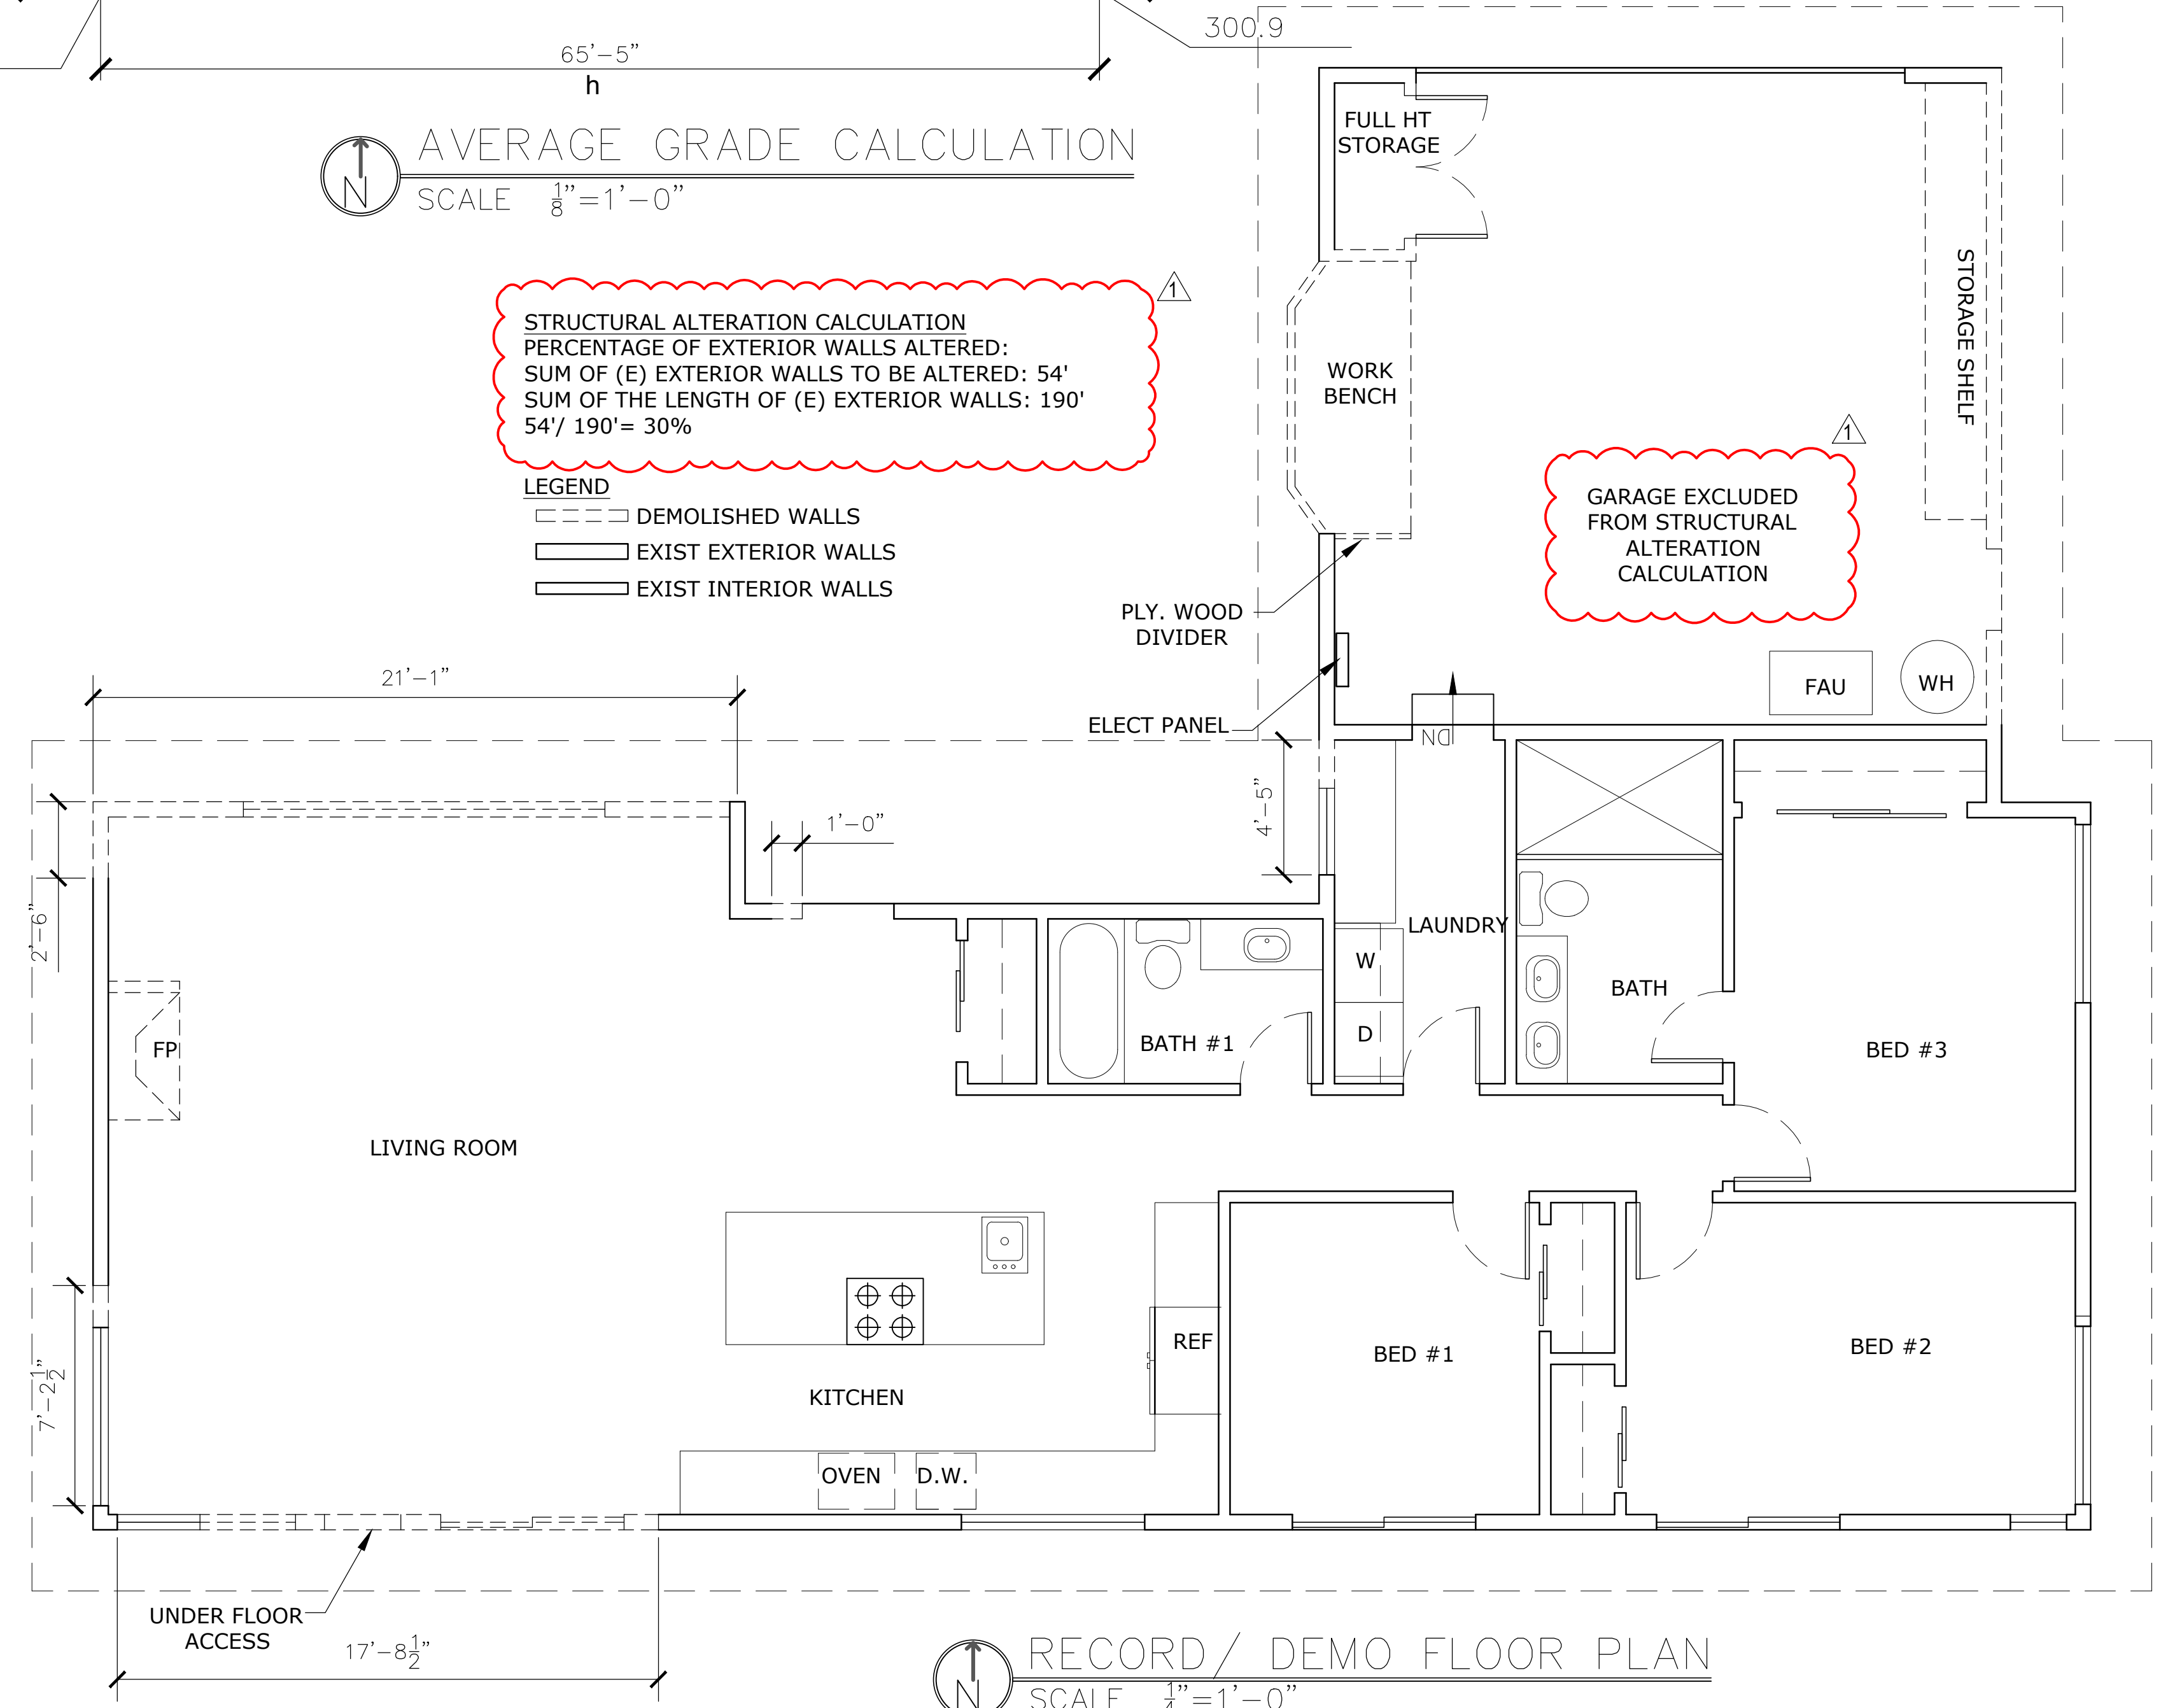 65'-5"
h
300.9
AVERAGE GRADE CALCULATION
N
SCALE 1/8"=1'-0"
FULL HT
STORAGE
STORAGE SHELF
1
STRUCTURAL ALTERATION CALCULATION
PERCENTAGE OF EXTERIOR WALLS ALTERED:
SUM OF (E) EXTERIOR WALLS TO BE ALTERED: 54'
SUM OF THE LENGTH OF (E) EXTERIOR WALLS: 190'
54'/ 190'= 30%
WORK
BENCH
1
GARAGE EXCLUDED
FROM STRUCTURAL
ALTERATION
CALCULATION
LEGEND
DEMOLISHED WALLS
EXIST EXTERIOR WALLS
EXIST INTERIOR WALLS
PLY. WOOD
DIVIDER
ELECT PANEL
FAU
WH
DN
21'-1"
1'-0"
4'-5"
2'-6"
LAUNDRY
W
D
BATH
BATH #1
BED #3
FP
LIVING ROOM
REF
BED #1
BED #2
KITCHEN
7'-2 1/2"
OVEN
D.W.
UNDER FLOOR
ACCESS
17'-8 1/2"
RECORD/ DEMO FLOOR PLAN
N
SCALE 1/4"=1'-0"